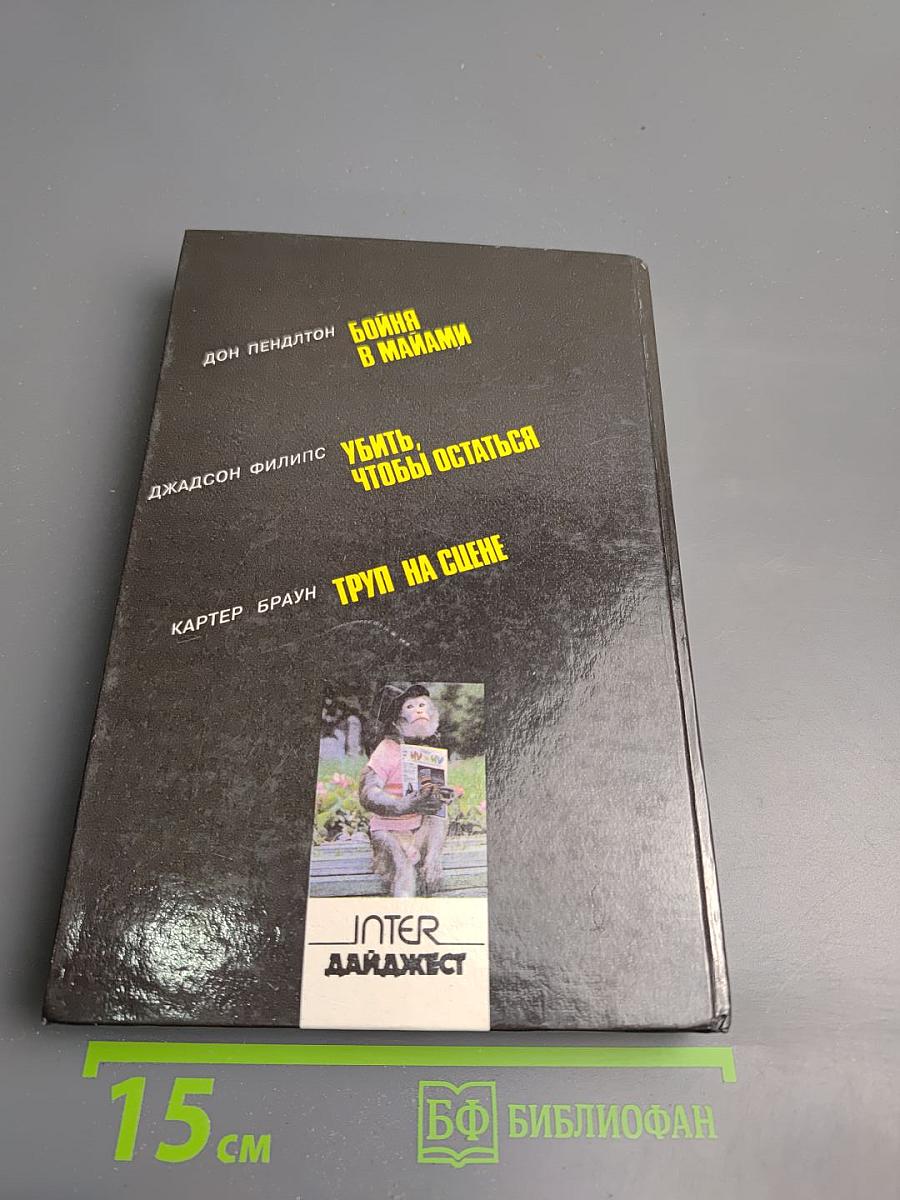 ДОН ПЕНДЛТОН БОЙНЯ
В МАЙАМИ
ДЖАДСОН ФИЛИПС УБИТЬ,
ЧТОБЫ ОСТАТЬСЯ
КАРТЕР БРАУН ТРУП НА СЦЕНЕ
INTER
ДАЙДЖЕСТ
15 СМ
БФ БИБЛИОФАН